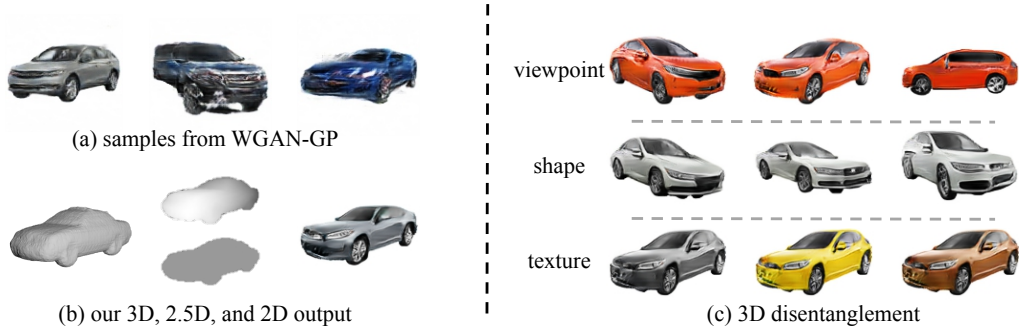 (a) samples from WGAN-GP
(b) our 3D, 2.5D, and 2D output
viewpoint
shape
texture
(c) 3D disentanglement